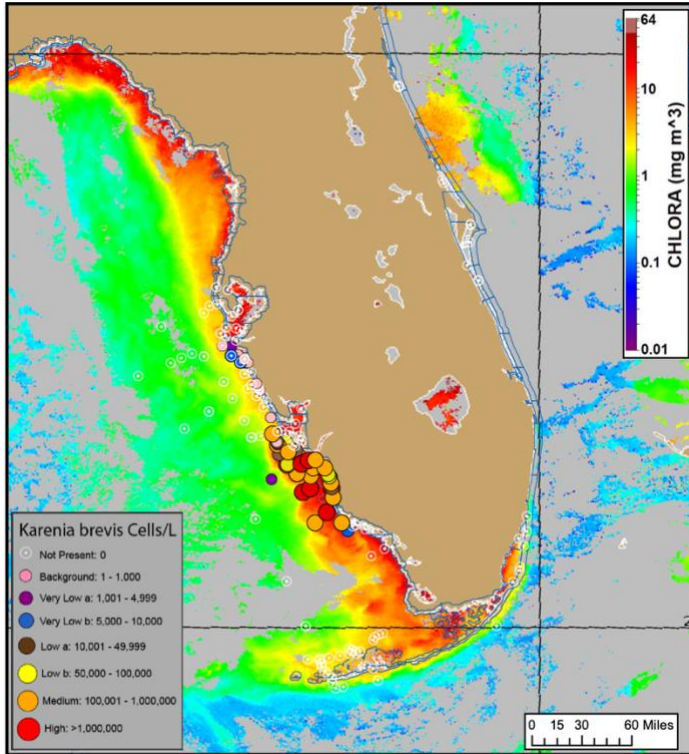 64
10
1
0.1
0.01
CHLORA (mg m^3)
Karenia brevis Cells/L
Not Present: 0
Background: 1 - 1,000
Very Low a: 1,001 - 4,999
Very Low b: 5,000 - 10,000
Low a: 10,001 - 49,999
Low b: 50,000 - 100,000
Medium: 100,001 - 1,000,000
High: >1,000,000
2
0 15 30 60 Miles